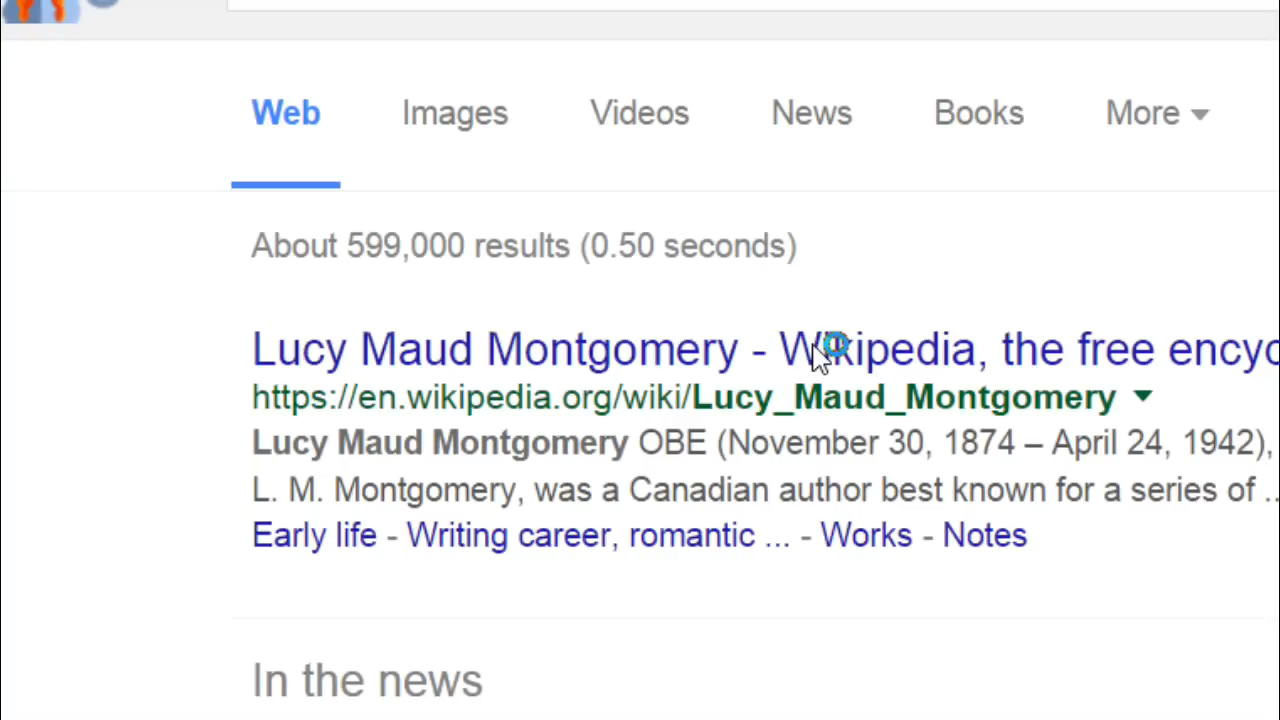 Web Images Videos News Books More
About 599,000 results (0.50 seconds)
Lucy Maud Montgomery - Wikipedia, the free encyc
https://en.wikipedia.org/wiki/Lucy_Maud_Montgomery
Lucy Maud Montgomery OBE (November 30, 1874 – April 24, 1942),
L. M. Montgomery, was a Canadian author best known for a series of ...
Early life - Writing career, romantic ... - Works - Notes
In the news